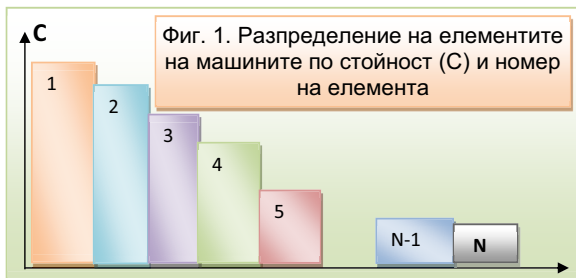 C
Фиг. 1. Разпределение на елементите
на машините по стойност (С) и номер
на елемента
1
2
3
4
5
N-1
N